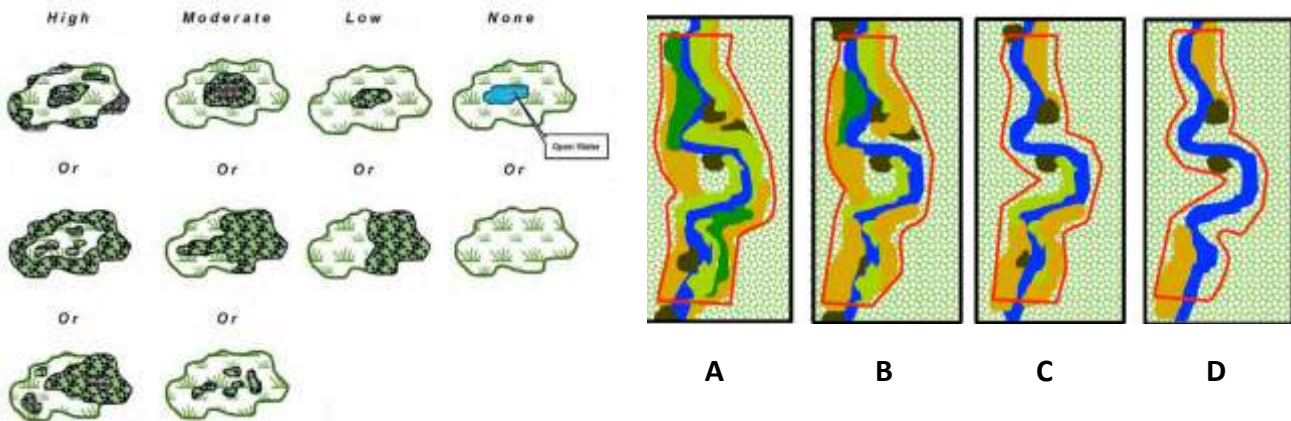 High Moderate Low None
Open Water
Or Or Or Or
Or Or
A B C D